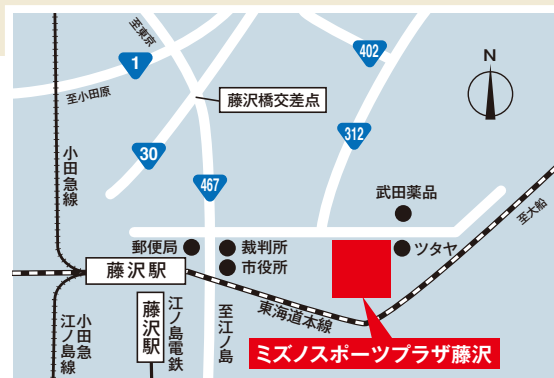 至東京
402
1
N
至小田原
藤沢橋交差点
312
30
小田急線
467
武田薬品
至大船
郵便局
裁判所
ツタヤ
市役所
藤沢駅
東海道本線
小田急
江ノ島線
藤沢駅
江ノ島電鉄
至江ノ島
ミズノスポーツプラザ藤沢